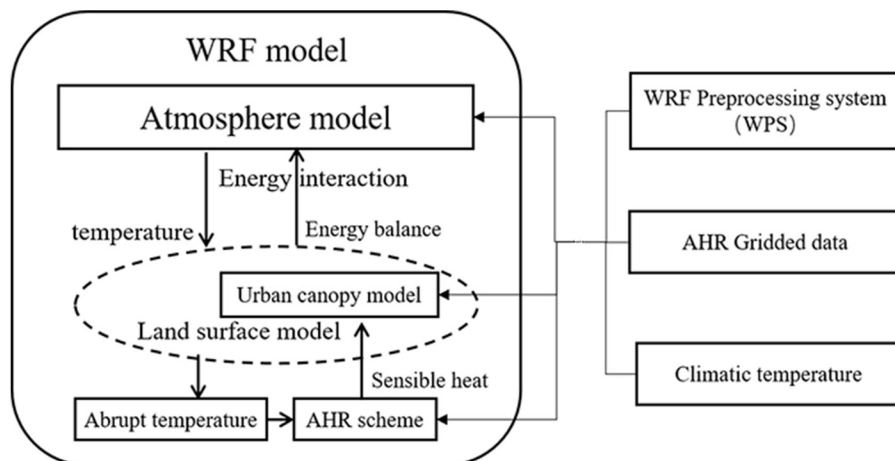 WRF model
Atmosphere model
Energy interaction
temperature
Energy balance
Urban canopy model
Land surface model
Sensible heat
Abrupt temperature
AHR scheme
WRF Preprocessing system
（WPS）
AHR Gridded data
Climatic temperature